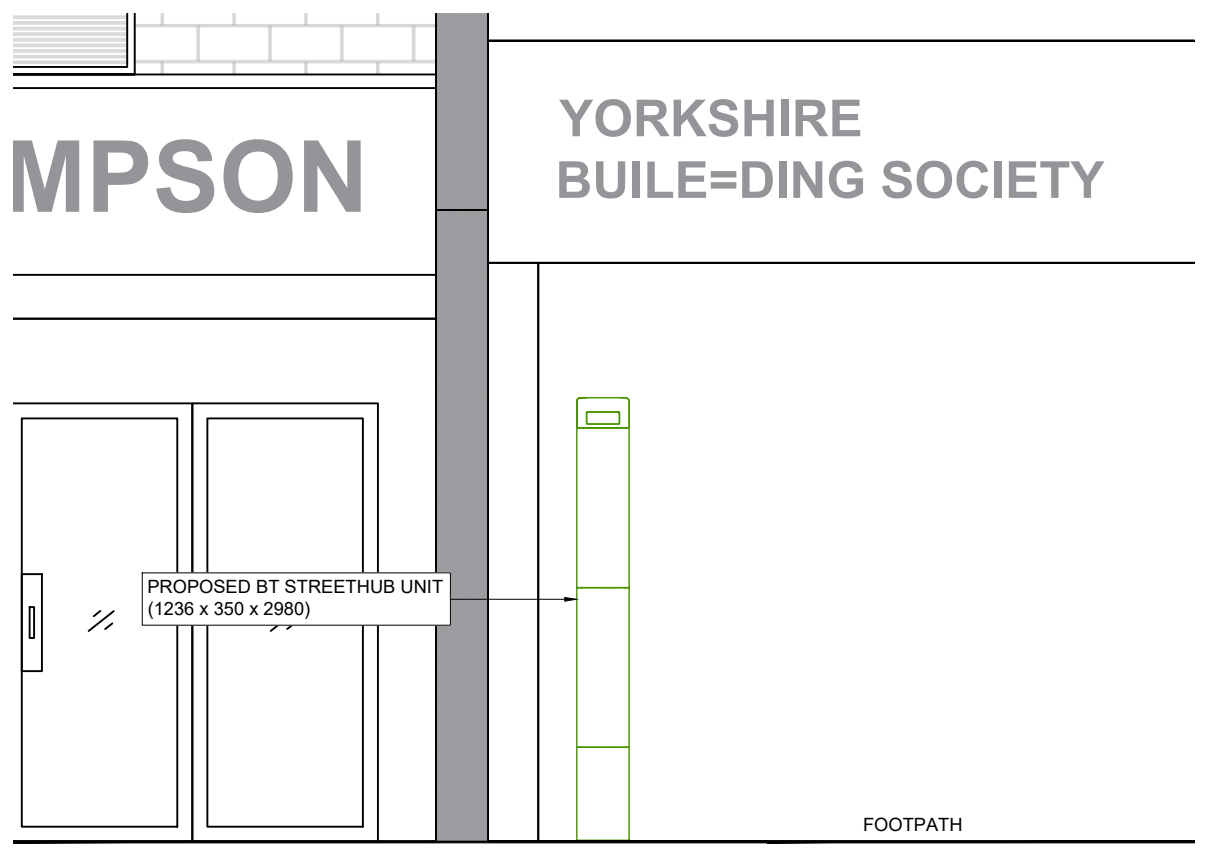 MPSON
YORKSHIRE
BUILE=DING SOCIETY
PROPOSED BT STREETHUB UNIT
(1236 x 350 x 2980)
FOOTPATH